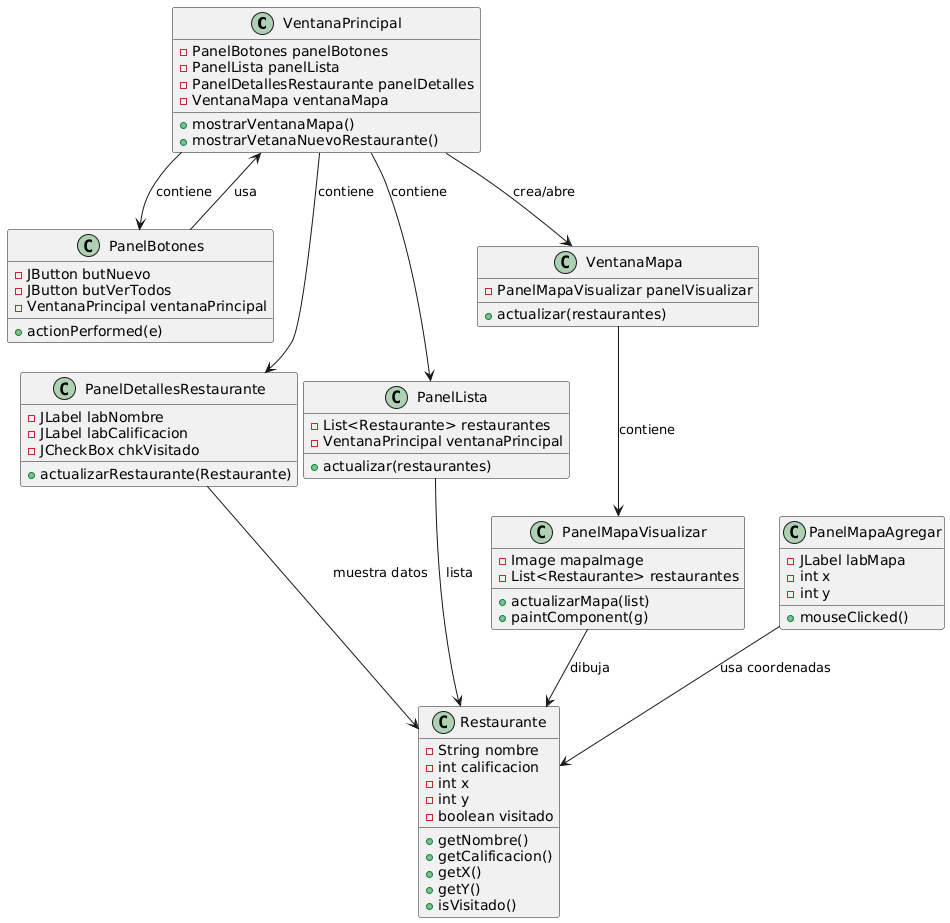 C VentanaPrincipal
PanelBotones panelBotones
PanelLista panelLista
PanelDetallesRestaurante panelDetalles
VentanaMapa ventanaMapa
mostrarVentanaMapa()
mostrarVetanaNuevoRestaurante()
contiene
usa
contiene
contiene
crea/abre
C PanelBotones
JButton butNuevo
JButton butVerTodos
VentanaPrincipal ventanaPrincipal
actionPerformed(e)
C VentanaMapa
PanelMapaVisualizar panelVisualizar
actualizar(restaurantes)
C PanelDetallesRestaurante
JLabel labNombre
JLabel labCalificacion
JCheckBox chkVisitado
actualizarRestaurante(Restaurante)
C PanelLista
List<Restaurante> restaurantes
VentanaPrincipal ventanaPrincipal
actualizar(restaurantes)
contiene
C PanelMapaVisualizar
Image mapaImage
List<Restaurante> restaurantes
actualizarMapa(list)
paintComponent(g)
C PanelMapaAgregar
JLabel labMapa
int x
int y
mouseClicked()
muestra datos
lista
dibuja
usa coordenadas
C Restaurante
String nombre
int calificacion
int x
int y
boolean visitado
getNombre()
getCalificacion()
getX()
getY()
isVisitado()